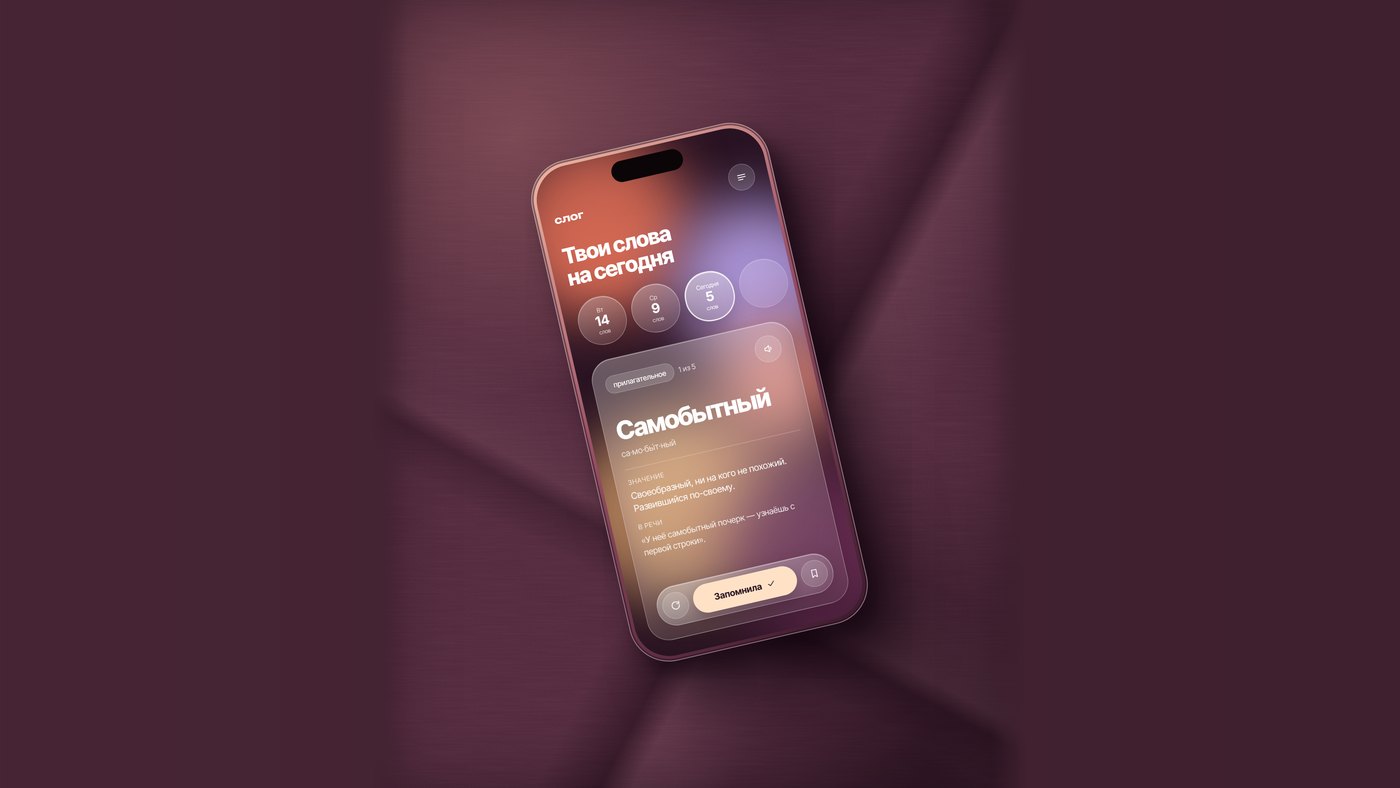 слог
Твои слова
на сегодня
Вт
14
слов
Ср
9
слов
Сегодня
5
слов
прилагательное
1 из 5
Самобытный
са·мо·бы́т·ный
ЗНАЧЕНИЕ
Своеобразный, ни на кого не похожий.
Развившийся по-своему.
В РЕЧИ
«У неё самобытный почерк — узнаёшь с
первой строки».
Запомнила